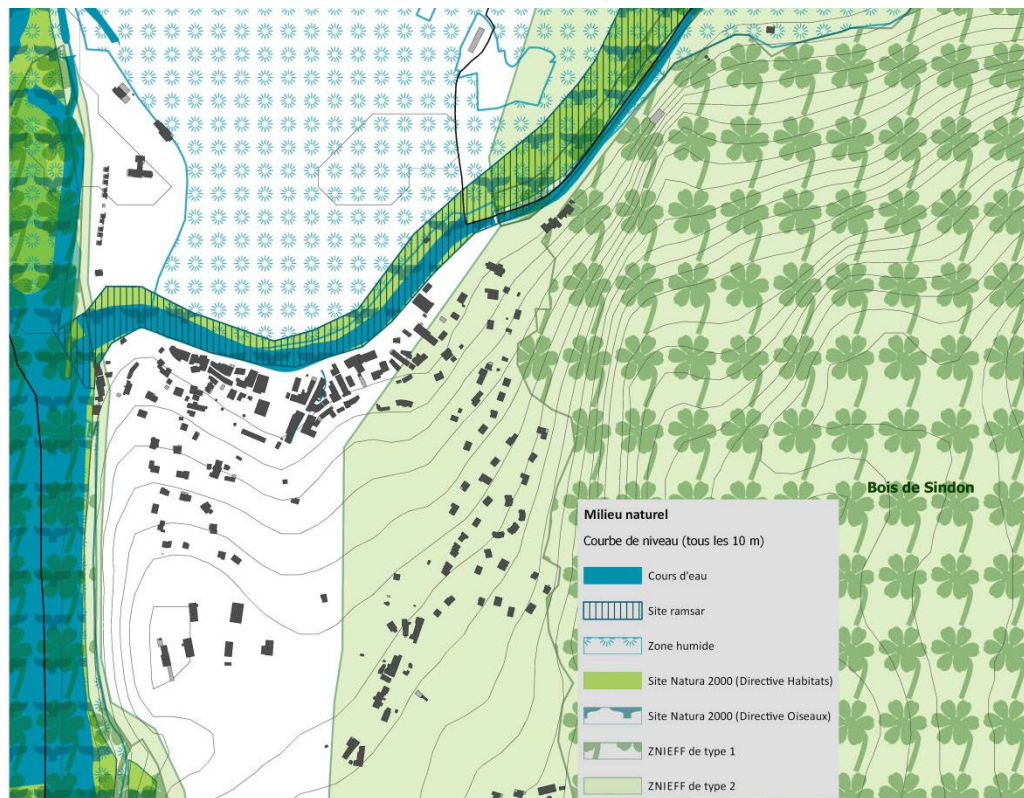 Bois de Sindon
Milieu naturel
Courbe de niveau (tous les 10 m)
Cours d'eau
Site ramsar
Zone humide
Site Natura 2000 (Directive Habitats)
Site Natura 2000 (Directive Oiseaux)
ZNIEFF de type 1
ZNIEFF de type 2